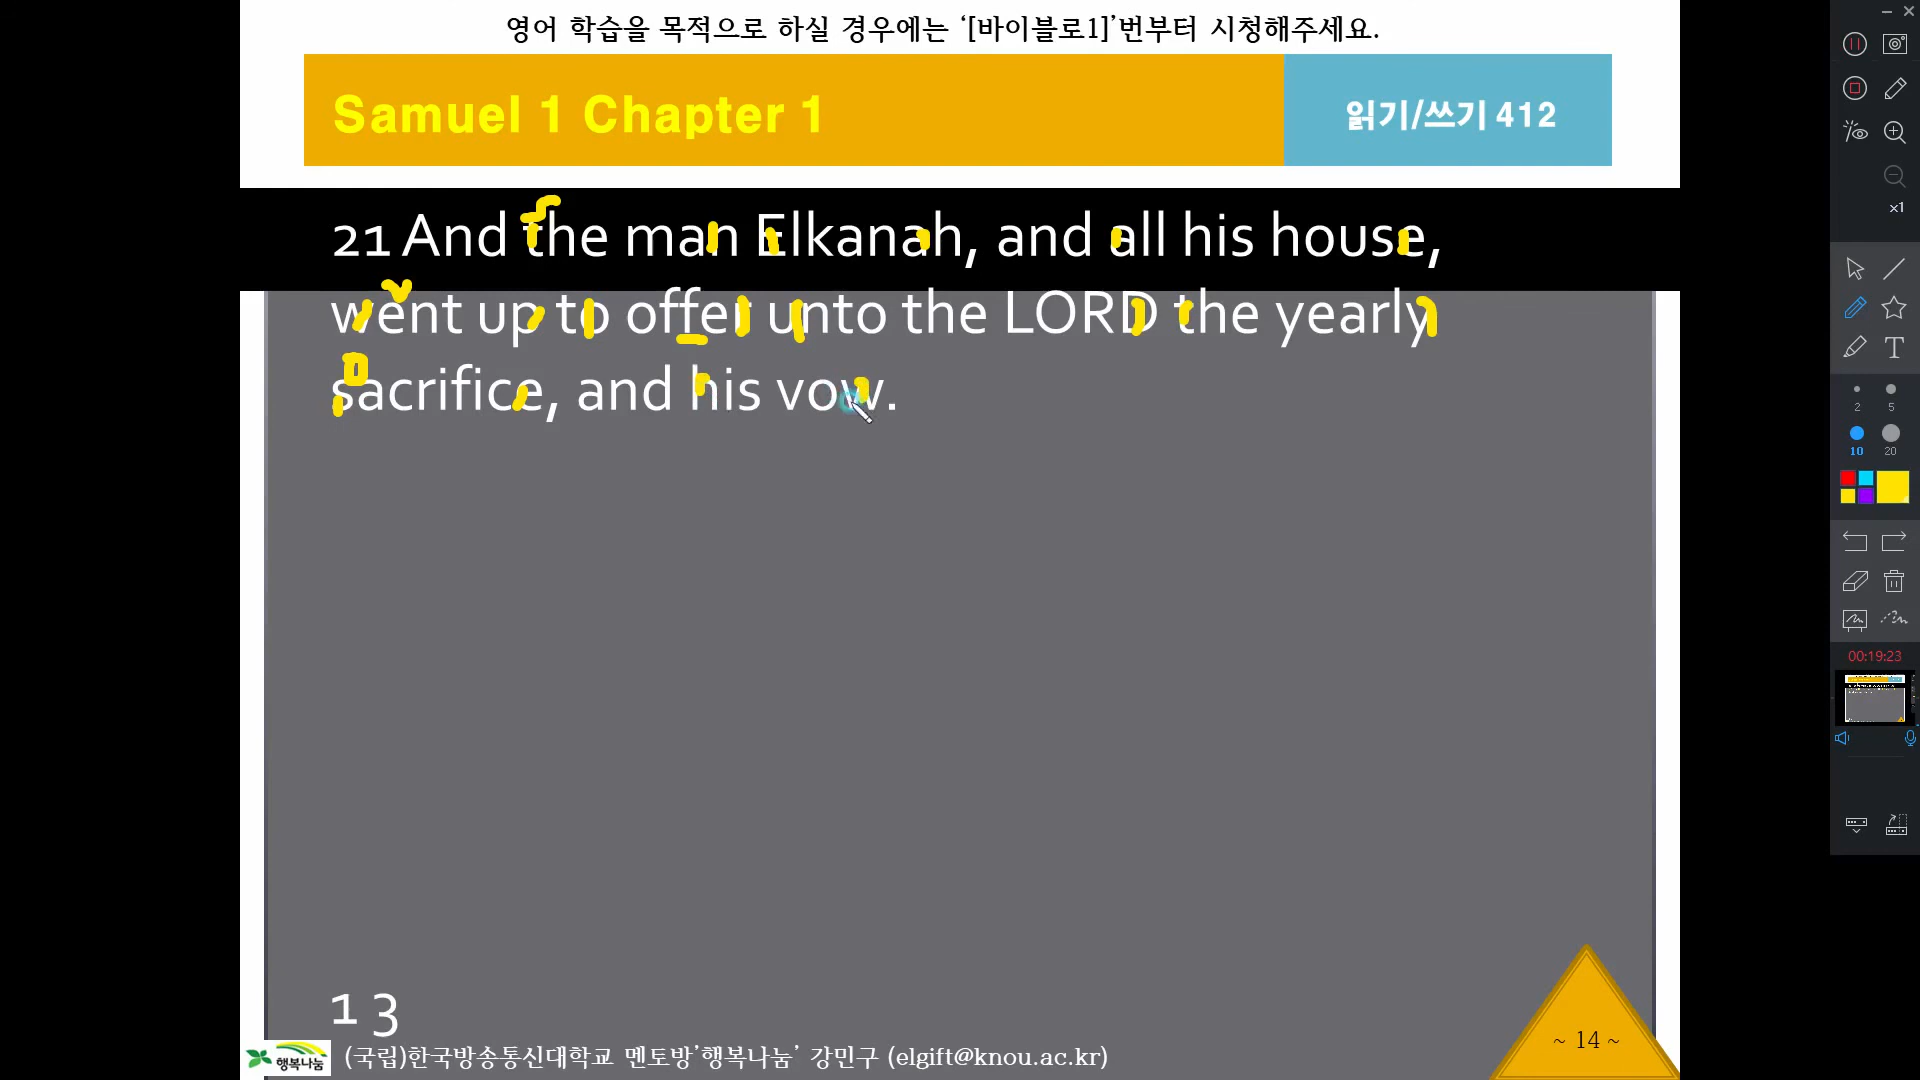 영어 학습을 목적으로 하실 경우에는 ‘[바이블로1]’번부터 시청해주세요.
Samuel 1 Chapter 1
읽기/쓰기 412
21 And the man Elkanah, and all his house,
went up to offer unto the LORD the yearly
sacrifice, and his vow.
1 3
~ 14 ~
행복나눔
(국립)한국방송통신대학교 멘토방’행복나눔’ 강민구 (elgift@knou.ac.kr)
x1
T
2
5
10
20
00:19:23